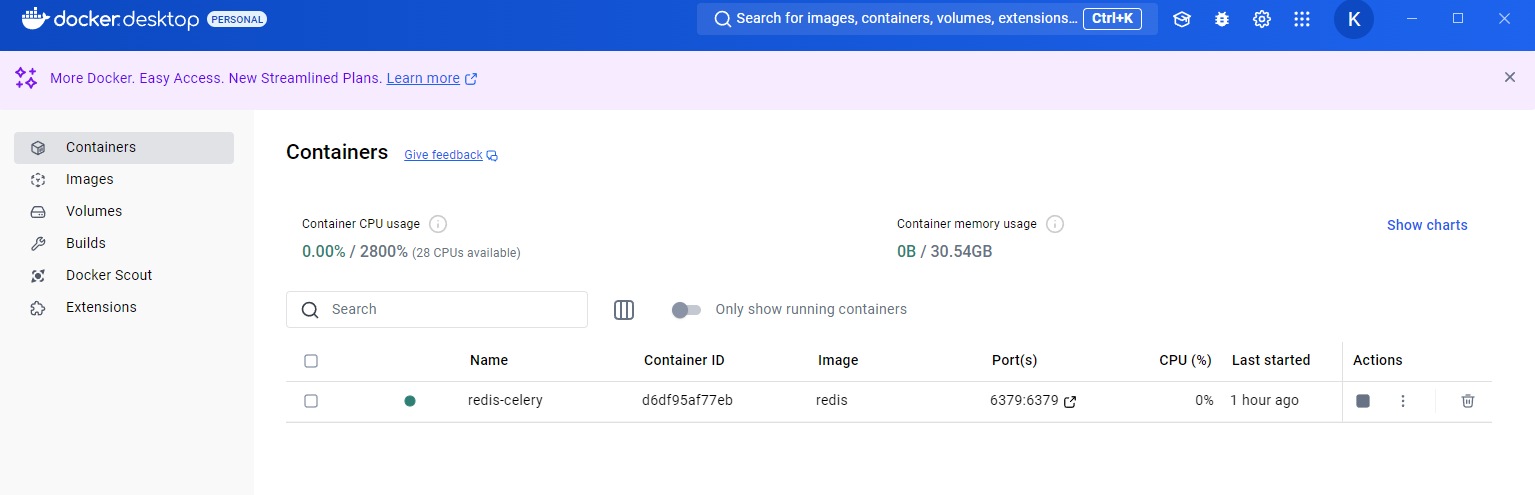 docker.desktop PERSONAL
Search for images, containers, volumes, extensions... Ctrl+K
K
More Docker. Easy Access. New Streamlined Plans. Learn more
Containers
Images
Volumes
Builds
Docker Scout
Extensions
Containers Give feedback
Container CPU usage
0.00% / 2800% (28 CPUs available)
Container memory usage
0B / 30.54GB
Show charts
Search
Only show running containers
Name Container ID Image Port(s) CPU (%) Last started Actions
redis-celery d6df95af77eb redis 6379:6379 0% 1 hour ago